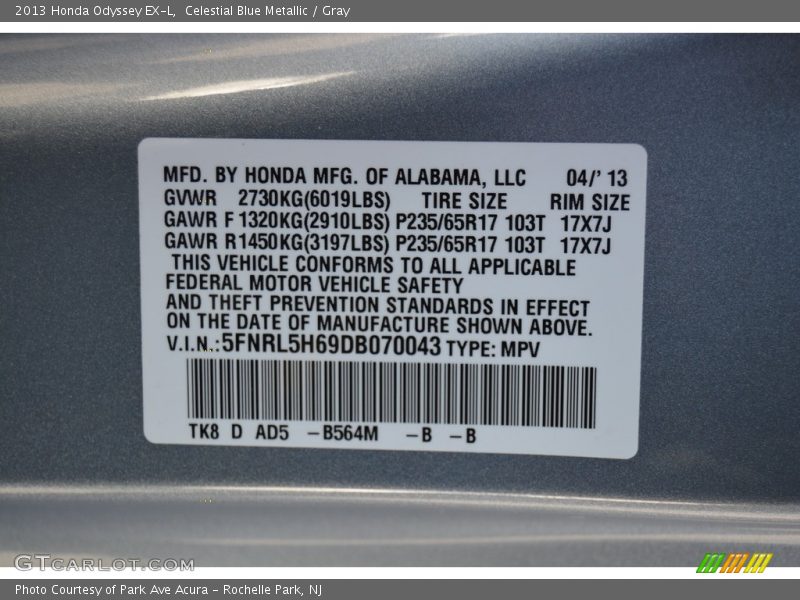 2013 Honda Odyssey EX-L, Celestial Blue Metallic / Gray
MFD. BY HONDA MFG. OF ALABAMA, LLC 04/' 13
GVWR 2730KG(6019LBS) TIRE SIZE RIM SIZE
GAWR F 1320KG(2910LBS) P235/65R17 103T 17X7J
GAWR R1450KG(3197LBS) P235/65R17 103T 17X7J
THIS VEHICLE CONFORMS TO ALL APPLICABLE
FEDERAL MOTOR VEHICLE SAFETY
AND THEFT PREVENTION STANDARDS IN EFFECT
ON THE DATE OF MANUFACTURE SHOWN ABOVE.
V.I.N.:5FNRL5H69DB070043 TYPE: MPV
TK8 D AD5 -B564M -B -B
GTCARLOT.COM
Photo Courtesy of Park Ave Acura - Rochelle Park, NJ